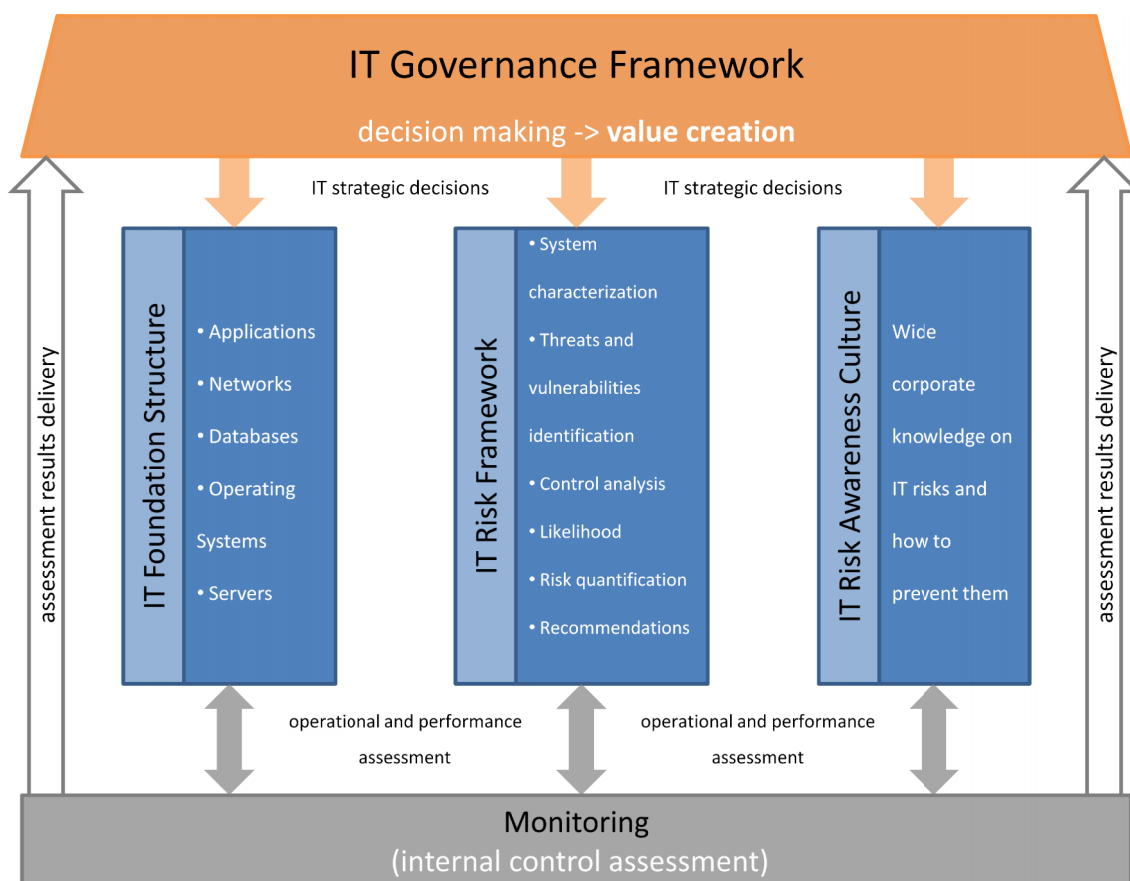 IT Governance Framework
decision making -> value creation
IT strategic decisions
IT strategic decisions
assessment results delivery
IT Foundation Structure
• Applications
• Networks
• Databases
• Operating
Systems
• Servers
IT Risk Framework
• System
characterization
• Threats and
vulnerabilities
identification
• Control analysis
• Likelihood
• Risk quantification
• Recommendations
IT Risk Awareness Culture
Wide
corporate
knowledge on
IT risks and
how to
prevent them
assessment results delivery
operational and performance
assessment
operational and performance
assessment
Monitoring
(internal control assessment)